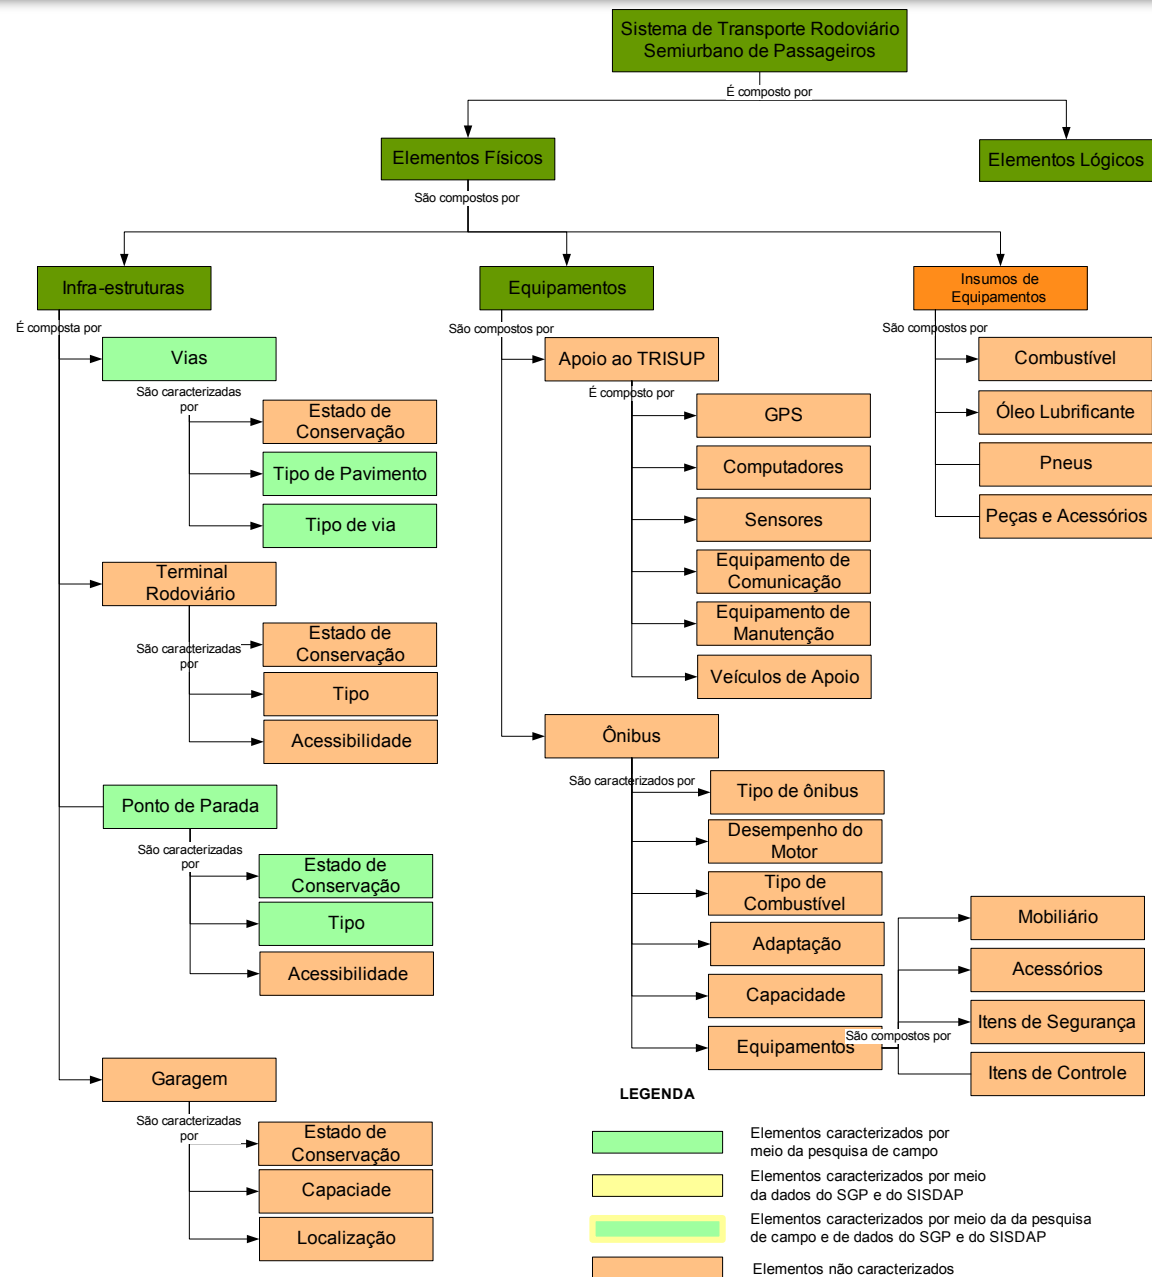 Sistema de Transporte Rodoviário
Semiurbano de Passageiros
É composto por
Elementos Físicos
Elementos Lógicos
São compostos por
Infra-estruturas
Equipamentos
Insumos de
Equipamentos
É composta por
Vias
São caracterizadas
por
Estado de
Conservação
Tipo de Pavimento
Tipo de via
Terminal
Rodoviário
São caracterizadas
por
Estado de
Conservação
Tipo
Acessibilidade
Ponto de Parada
São caracterizadas
por
Estado de
Conservação
Tipo
Acessibilidade
Garagem
São caracterizadas
por
Estado de
Conservação
Capaciade
Localização
São compostos por
Apoio ao TRISUP
É composto por
GPS
Computadores
Sensores
Equipamento de
Comunicação
Equipamento de
Manutenção
Veículos de Apoio
Ônibus
São caracterizados por
Tipo de ônibus
Desempenho do
Motor
Tipo de
Combustível
Adaptação
Capacidade
Equipamentos
São compostos por
Mobiliário
Acessórios
Itens de Segurança
Itens de Controle
São compostos por
Combustível
Óleo Lubrificante
Pneus
Peças e Acessórios
LEGENDA
Elementos caracterizados por
meio da pesquisa de campo
Elementos caracterizados por meio
da dados do SGP e do SISDAP
Elementos caracterizados por meio da da pesquisa
de campo e de dados do SGP e do SISDAP
Elementos não caracterizados